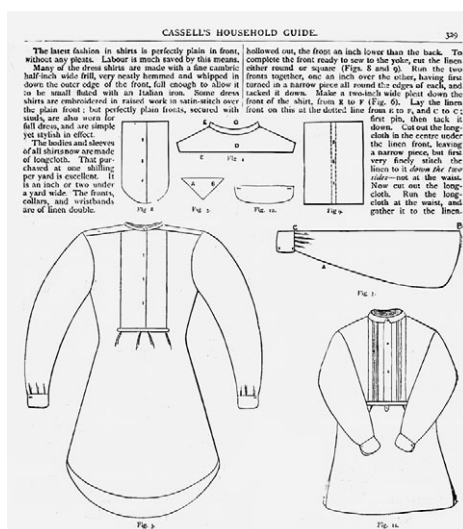 CASSELL'S HOUSEHOLD GUIDE.
329
The latest fashion in shirts is perfectly plain in front,
without any pleats. Labour is much saved by this means.
Many of the dress shirts are made with a fine cambric
half-inch wide frill, very neatly hemmed and whipped in
down the outer edge of the front, full enough to allow it
to be small fluted with an Italian iron. Some dress
shirts are embroidered in raised work in satin-stitch over
the plain front; but perfectly plain fronts, secured with
studs, are also worn for
full dress, and are simple
yet stylish in effect.
The bodies and sleeves
of all shirts now are made
of longcloth. That pur-
chased at one shilling
per yard is excellent. It
is an inch or two under
a yard wide. The fronts,
collars, and wristbands
are of linen double.
hollowed out, the front an inch lower than the back. To
complete the front ready to sew to the yoke, cut the linen
either round or square (Figs. 8 and 9). Run the two
fronts together, one an inch over the other, having first
turned in a narrow piece all round the edges of each, and
tacked it down. Make a two-inch wide pleat down the
front of the shirt, from E to F (Fig. 6). Lay the linen
front on this at the dotted line from E to F, and C to C;
first pin, then tack it
down. Cut out the long-
cloth in the centre under
the linen front, leaving
a narrow piece, but first
very finely stitch the
linen to it down the two
sides—not at the waist.
Now cut out the long-
cloth. Run the long-
cloth at the waist, and
gather it to the linen.
E G
D
E
Fig. 8.
A B
Fig. 12.
Fig 9.
C
B
A
Fig. 7.
Fig. 3.
Fig. 11.